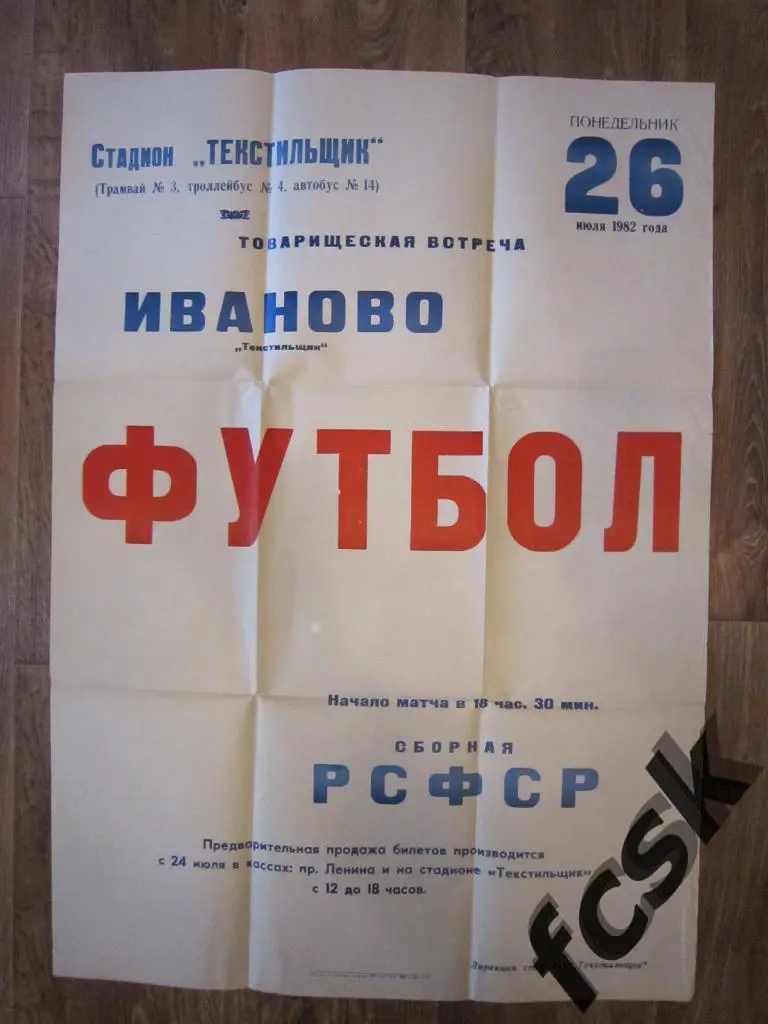 Стадион „ТЕКСТИЛЬЩИК"
(Трамвай № 3, троллейбус № 4, автобус № 14)
ПОНЕДЕЛЬНИК
26
июля 1982 года
ТОВАРИЩЕСКАЯ ВСТРЕЧА
ИВАНОВО
„Текстильщик"
ФУТБОЛ
Начало матча в 18 час. 30 мин.
СБОРНАЯ
РСФСР
Предварительная продажа билетов производится
с 24 июля в кассах: пр. Ленина и на стадионе «Текстильщик»
с 12 до 18 часов.
Дирекция „Текстильщик"
fcsk